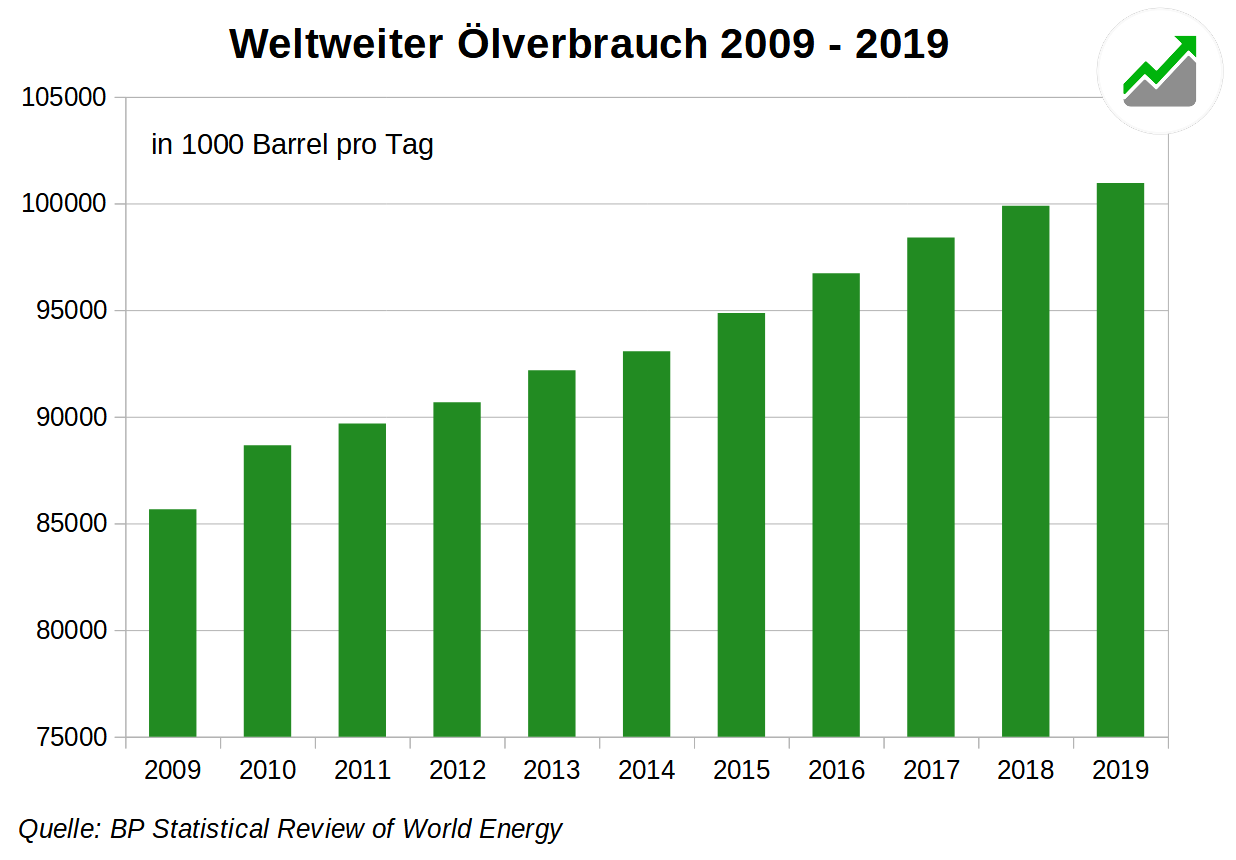 Weltweiter Ölverbrauch 2009 - 2019
in 1000 Barrel pro Tag
105000
100000
95000
90000
85000
80000
75000
2009 2010 2011 2012 2013 2014 2015 2016 2017 2018 2019
Quelle: BP Statistical Review of World Energy